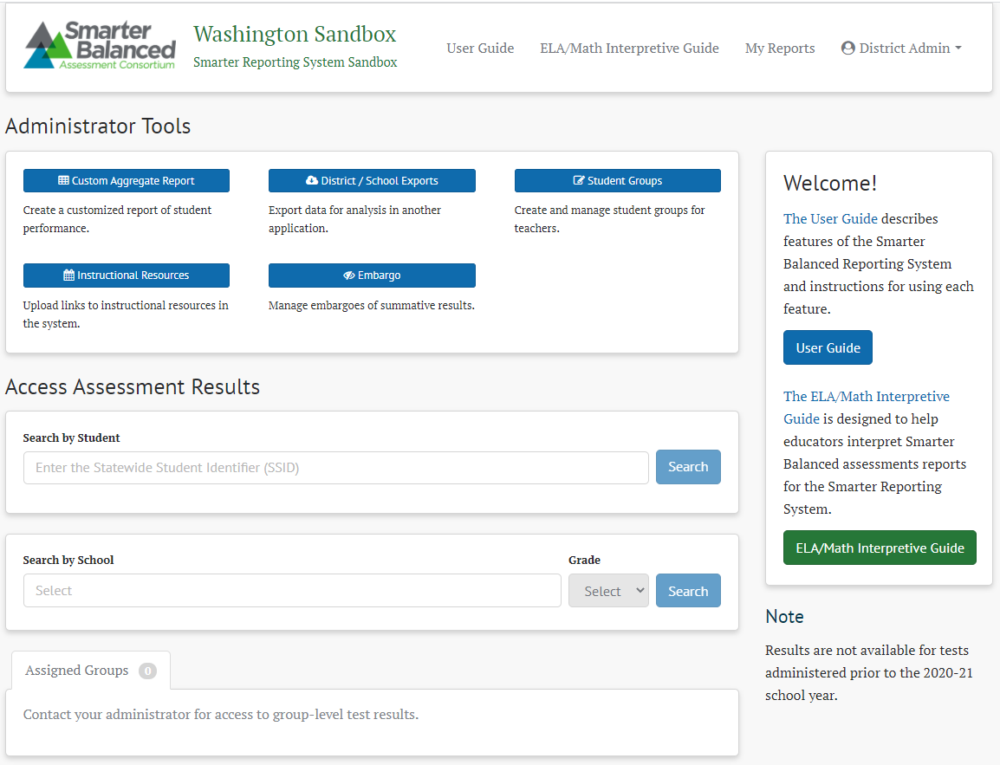 Smarter
Balanced
Assessment Consortium
Washington Sandbox
Smarter Reporting System Sandbox
User Guide
ELA/Math Interpretive Guide
My Reports
District Admin
Administrator Tools
Custom Aggregate Report
Create a customized report of student
performance.
District / School Exports
Export data for analysis in another
application.
Student Groups
Create and manage student groups for
teachers.
Instructional Resources
Upload links to instructional resources in
the system.
Embargo
Manage embargoes of summative results.
Access Assessment Results
Search by Student
Enter the Statewide Student Identifier (SSID)
Search
Search by School
Grade
Select
Select
Search
Assigned Groups 0
Contact your administrator for access to group-level test results.
Welcome!
The User Guide describes
features of the Smarter
Balanced Reporting System
and instructions for using each
feature.
User Guide
The ELA/Math Interpretive
Guide is designed to help
educators interpret Smarter
Balanced assessments reports
for the Smarter Reporting
System.
ELA/Math Interpretive Guide
Note
Results are not available for tests
administered prior to the 2020-21
school year.